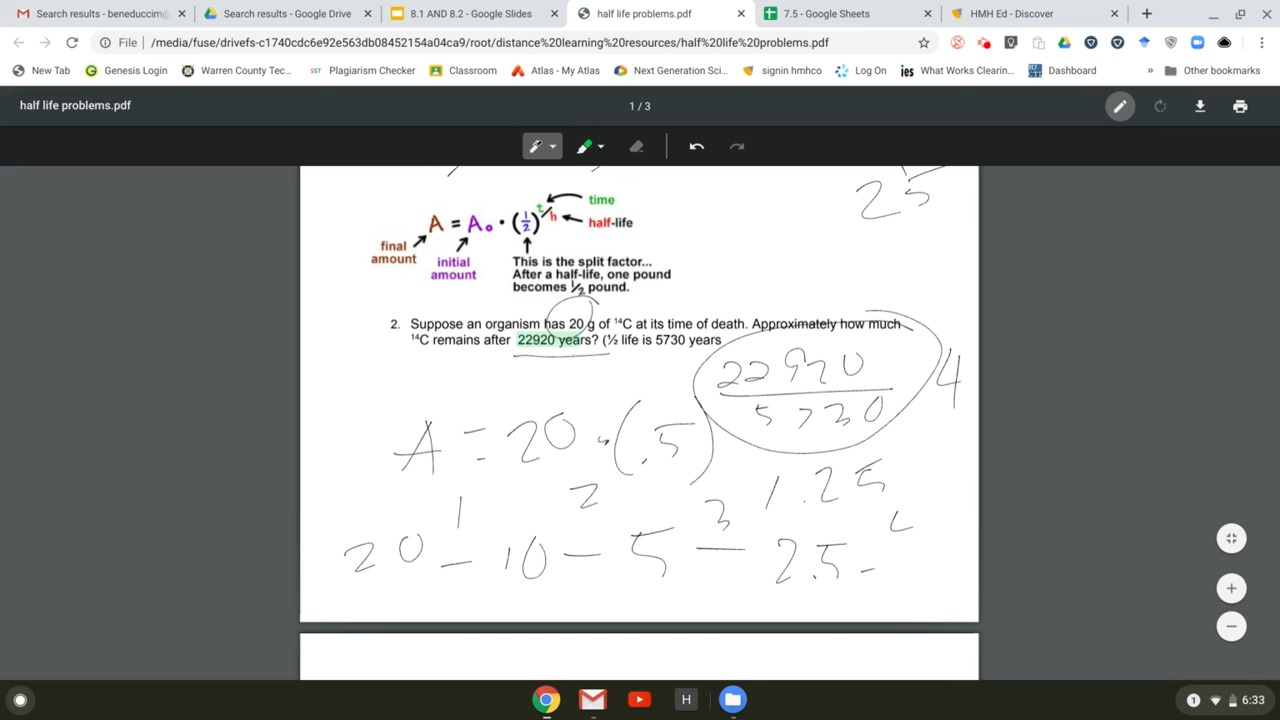 Search results - beneduccim@
Search results - Google Drive
8.1 AND 8.2 - Google Slides
half life problems.pdf
7.5 - Google Sheets
HMH Ed - Discover
File | /media/fuse/drivefs-c1740cdc6e92e563db08452154a04ca9/root/distance%20learning%20resources/half%20life%20problems.pdf
New Tab
Genesis Login
Warren County Tec...
SST Plagiarism Checker
Classroom
Atlas - My Atlas
Next Generation Sci...
signin hmhco
Log On
ies What Works Clearin...
Dashboard
» Other bookmarks
half life problems.pdf
1 / 3
25
time
A = A₀ • (1/2)^t/h
half-life
final amount
initial amount
This is the split factor...
After a half-life, one pound
becomes ½ pound.
2. Suppose an organism has 20 g of ¹⁴C at its time of death. Approximately how much
¹⁴C remains after 22920 years? (½ life is 5730 years
22920
5730
4
A = 20 • (.5)
1 2 3 1.25
20 - 10 - 5 - 2.5 -
H
1 6:33